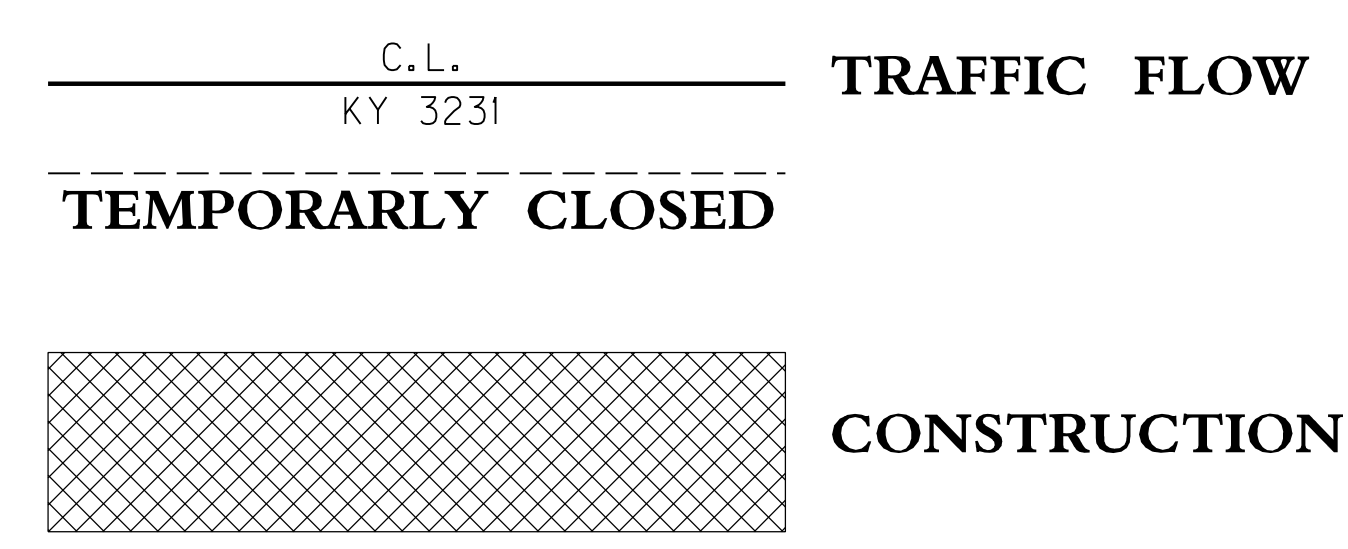 C.L.
TRAFFIC FLOW
KY 3231
TEMPORARLY CLOSED
CONSTRUCTION